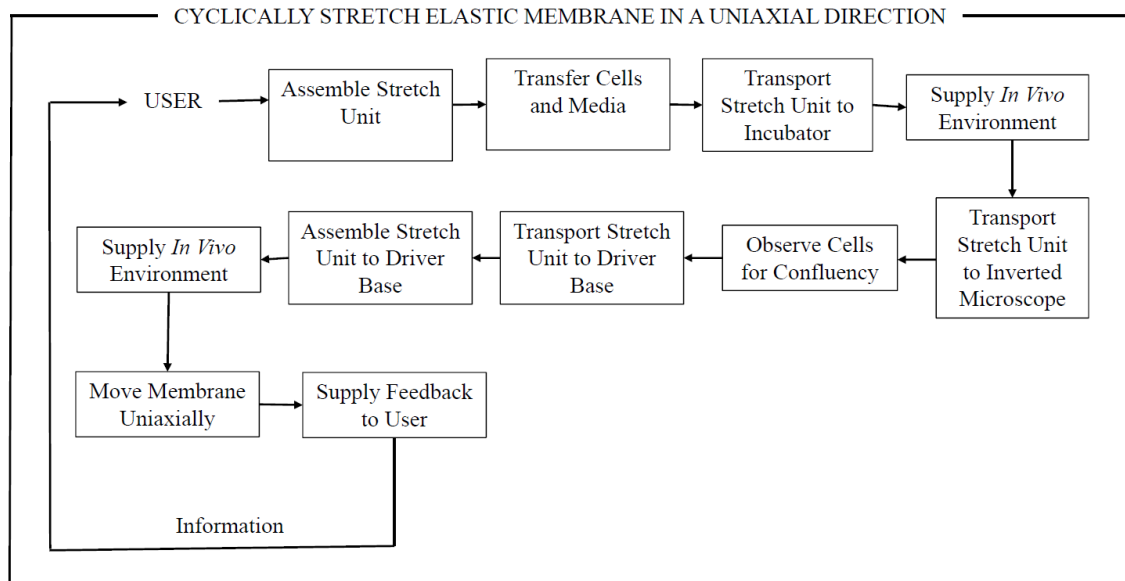 CYCLICALLY STRETCH ELASTIC MEMBRANE IN A UNIAXIAL DIRECTION
USER
Assemble Stretch
Unit
Transfer Cells
and Media
Transport
Stretch Unit to
Incubator
Supply In Vivo
Environment
Transport
Stretch Unit
to Inverted
Microscope
Observe Cells
for Confluency
Transport Stretch
Unit to Driver
Base
Assemble Stretch
Unit to Driver
Base
Supply In Vivo
Environment
Move Membrane
Uniaxially
Supply Feedback
to User
Information